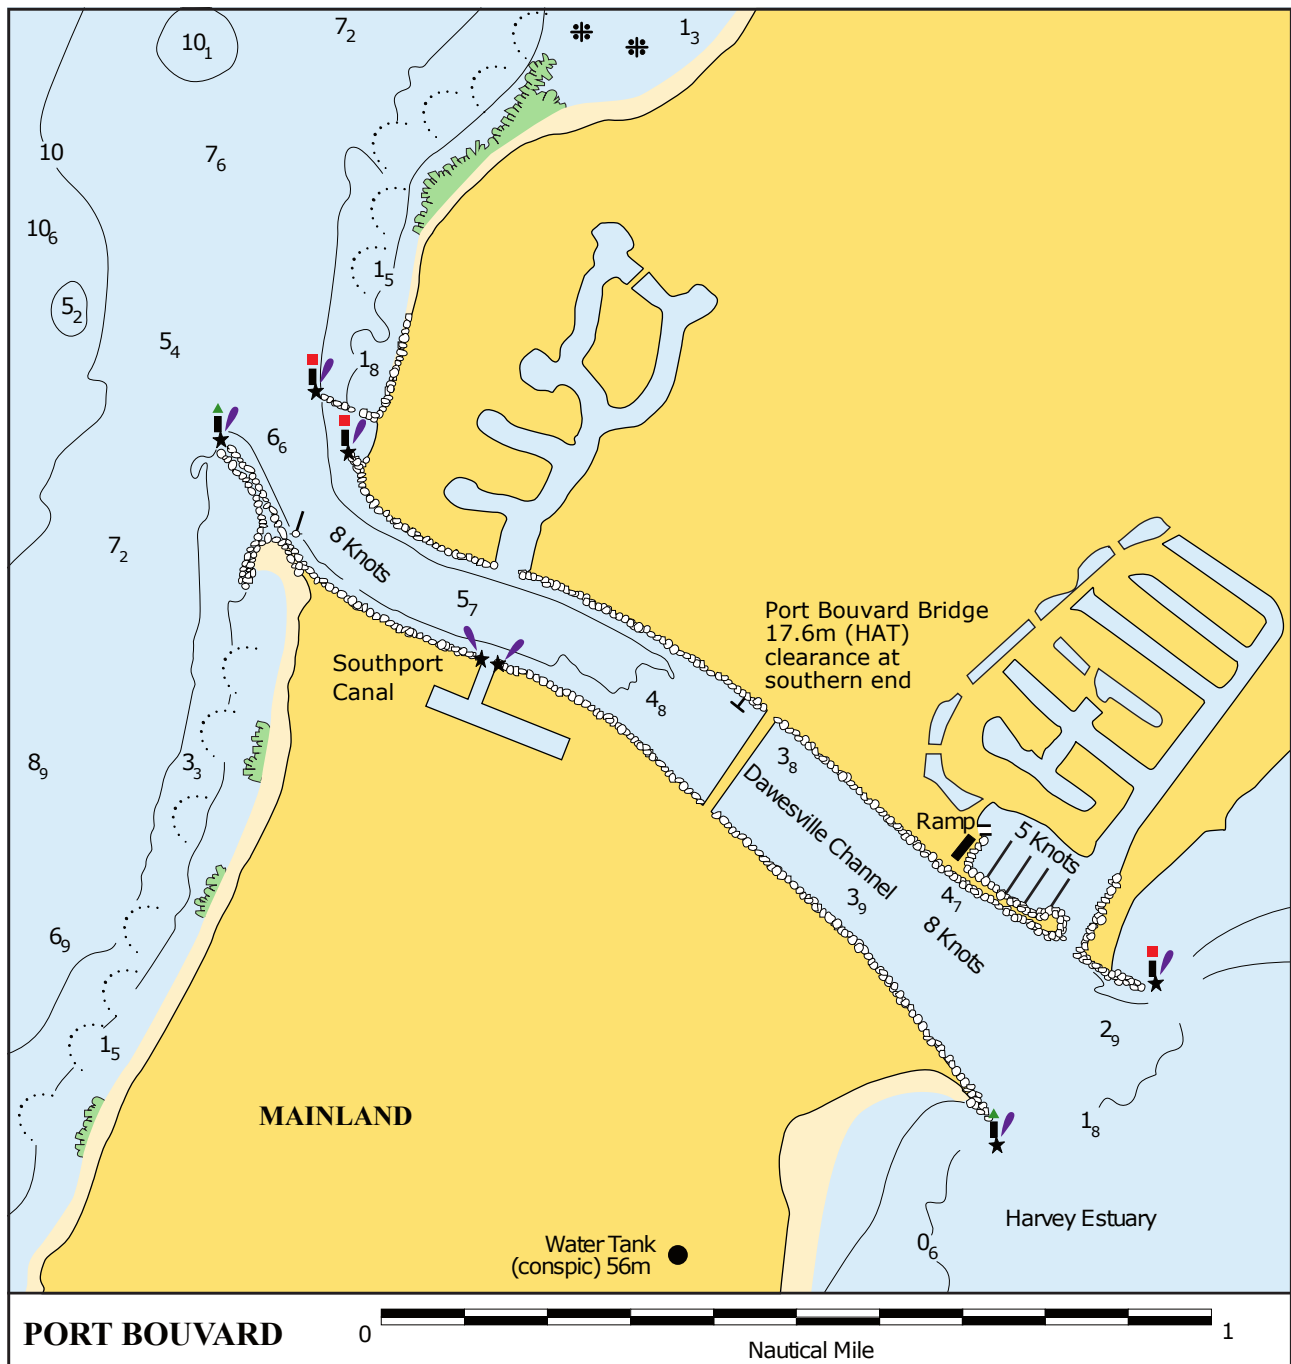 7₂
1₃
10₁
10
7₆
10₆
1₅
5₂
5₄
1₈
6₆
8 Knots
7₂
5₇
Port Bouvard Bridge
17.6m (HAT)
clearance at
southern end
Southport
Canal
4₈
3₈
8₉
3₃
Dawesville Channel
Ramp
5 Knots
3₉
4₁
8 Knots
6₉
2₉
1₅
MAINLAND
1₈
Harvey Estuary
0₆
Water Tank
(conspic) 56m
PORT BOUVARD
0
1
Nautical Mile